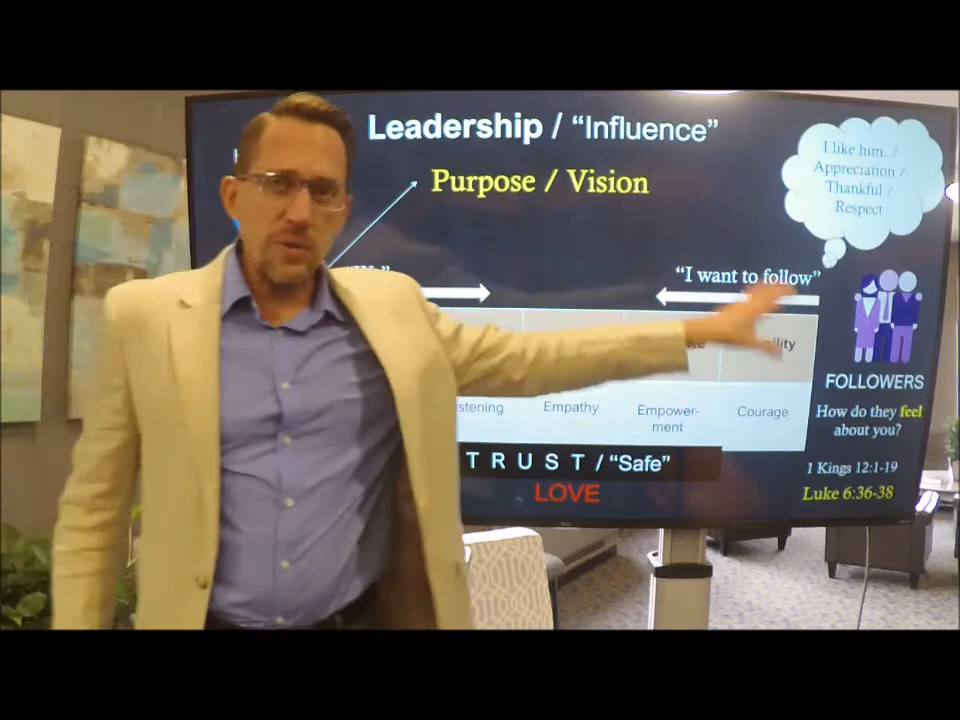 Leadership / “Influence”
Purpose / Vision
I like him. /
Appreciation /
Thankful /
Respect
“I want to follow”
Empathy
Empower-
ment
Courage
FOLLOWERS
How do they feel
about you?
T R U S T / “Safe”
LOVE
1 Kings 12:1-19
Luke 6:36-38